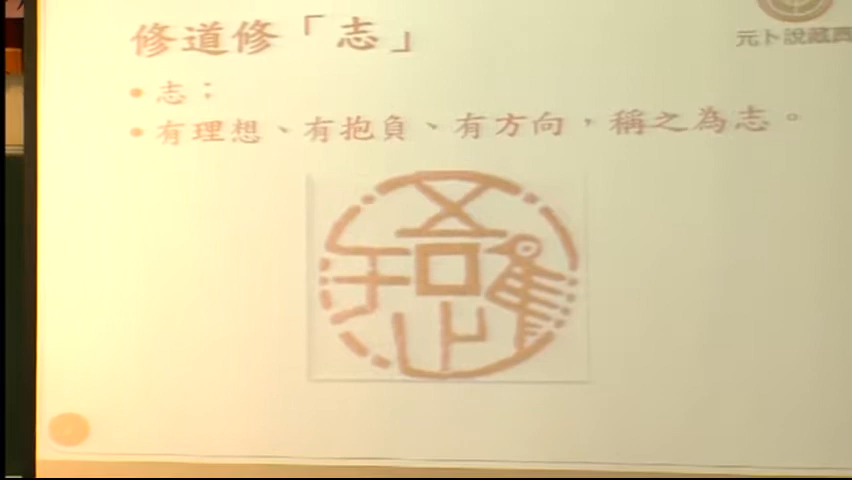 修道修「志」
元卜說藏頁
• 志：
• 有理想、有抱負、有方向，稱之為志。